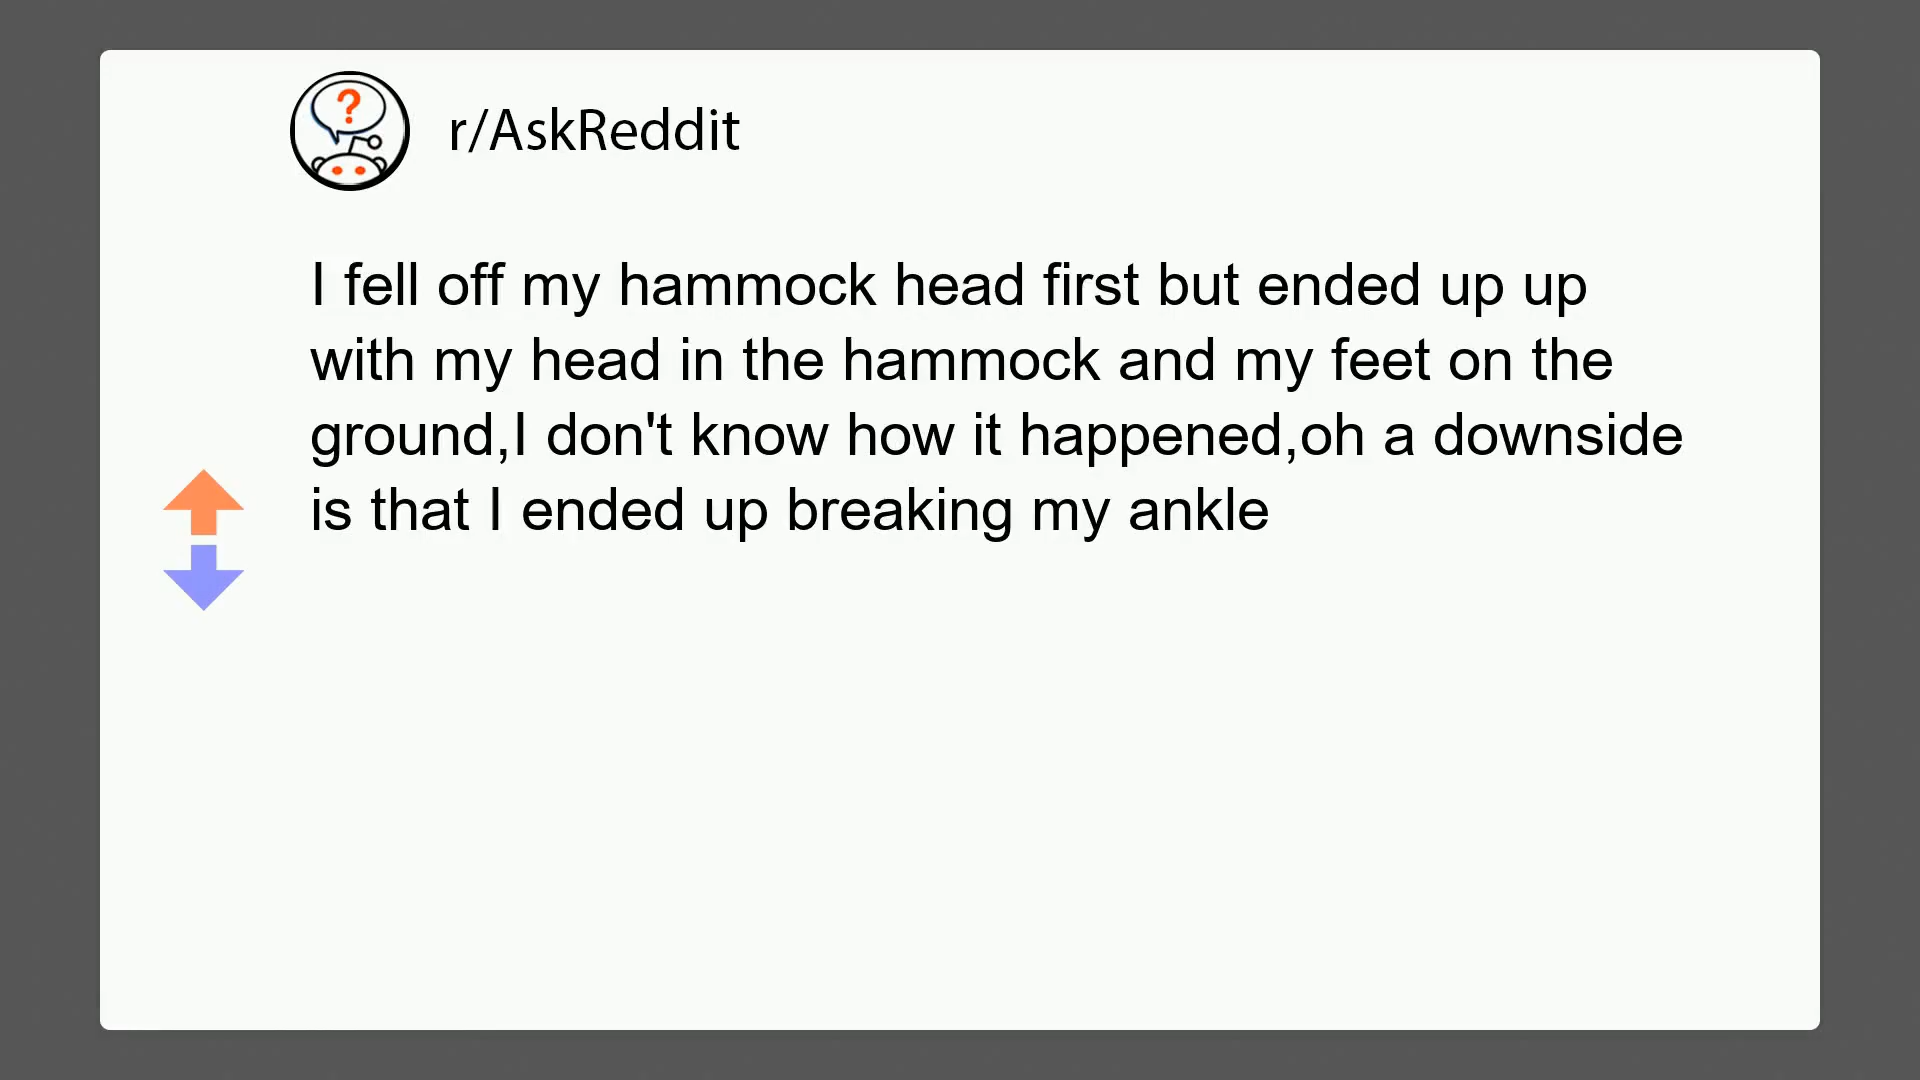 r/AskReddit
I fell off my hammock head first but ended up up
with my head in the hammock and my feet on the
ground,I don't know how it happened,oh a downside
is that I ended up breaking my ankle